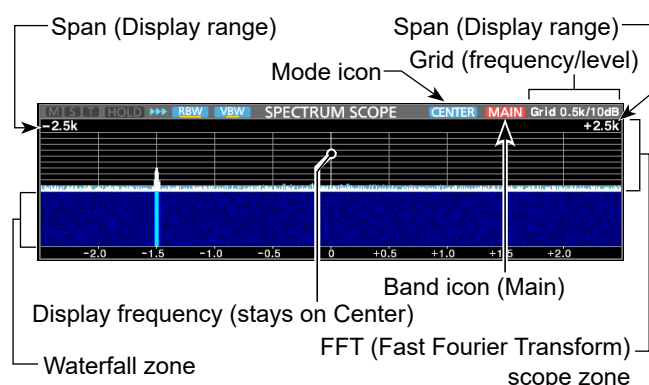 Span (Display range) Span (Display range)
Grid (frequency/level)
Mode icon
M S T HOLD RBW VBW SPECTRUM SCOPE CENTER MAIN Grid 0.5k/10dB
−2.5k +2.5k
-2.0 -1.5 -1.0 -0.5 0 +0.5 +1.0 +1.5 +2.0
Band icon (Main)
Display frequency (stays on Center)
FFT (Fast Fourier Transform)
Waterfall zone
scope zone